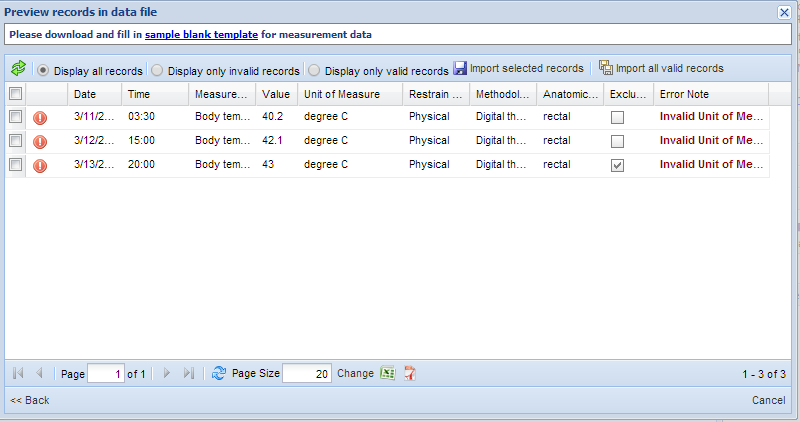 Preview records in data file
Please download and fill in sample blank template for measurement data
Display all records Display only invalid records Display only valid records Import selected records Import all valid records
Date Time Measure... Value Unit of Measure Restrain ... Methodol... Anatomic... Exclu... Error Note
3/11/2... 03:30 Body tem... 40.2 degree C Physical Digital th... rectal Invalid Unit of Me...
3/12/2... 15:00 Body tem... 42.1 degree C Physical Digital th... rectal Invalid Unit of Me...
3/13/2... 20:00 Body tem... 43 degree C Physical Digital th... rectal Invalid Unit of Me...
Page 1 of 1 Page Size 20 Change 1 - 3 of 3
<< Back Cancel